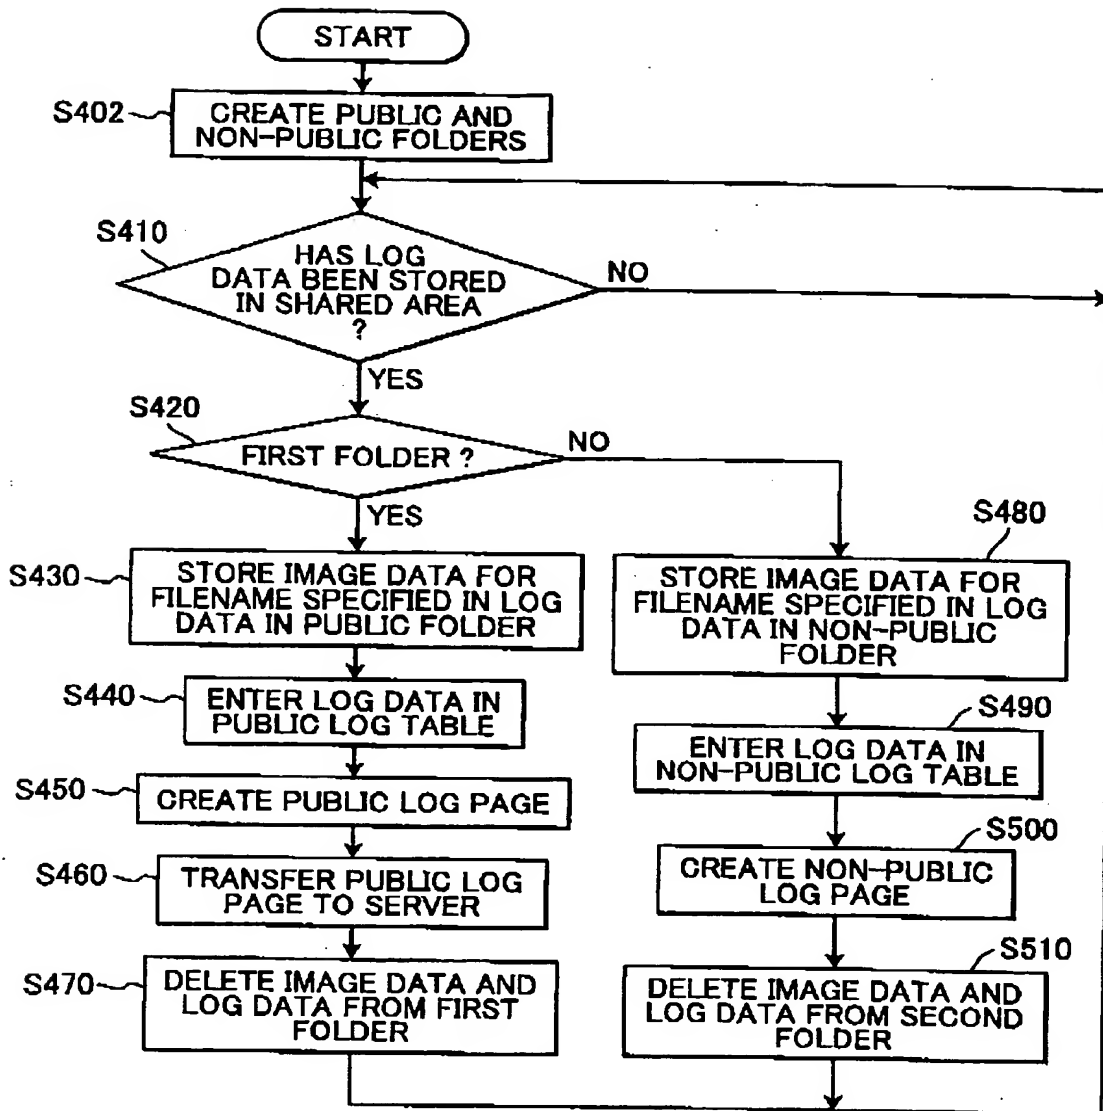 START
S402
CREATE PUBLIC AND
NON-PUBLIC FOLDERS
S410
HAS LOG
DATA BEEN STORED
IN SHARED AREA
?
NO
YES
S420
FIRST FOLDER ?
NO
YES
S430
STORE IMAGE DATA FOR
FILENAME SPECIFIED IN LOG
DATA IN PUBLIC FOLDER
S440
ENTER LOG DATA IN
PUBLIC LOG TABLE
S450
CREATE PUBLIC LOG PAGE
S460
TRANSFER PUBLIC LOG
PAGE TO SERVER
S470
DELETE IMAGE DATA AND
LOG DATA FROM FIRST
FOLDER
S480
STORE IMAGE DATA FOR
FILENAME SPECIFIED IN LOG
DATA IN NON-PUBLIC
FOLDER
S490
ENTER LOG DATA IN
NON-PUBLIC LOG TABLE
S500
CREATE NON-PUBLIC
LOG PAGE
S510
DELETE IMAGE DATA AND
LOG DATA FROM SECOND
FOLDER